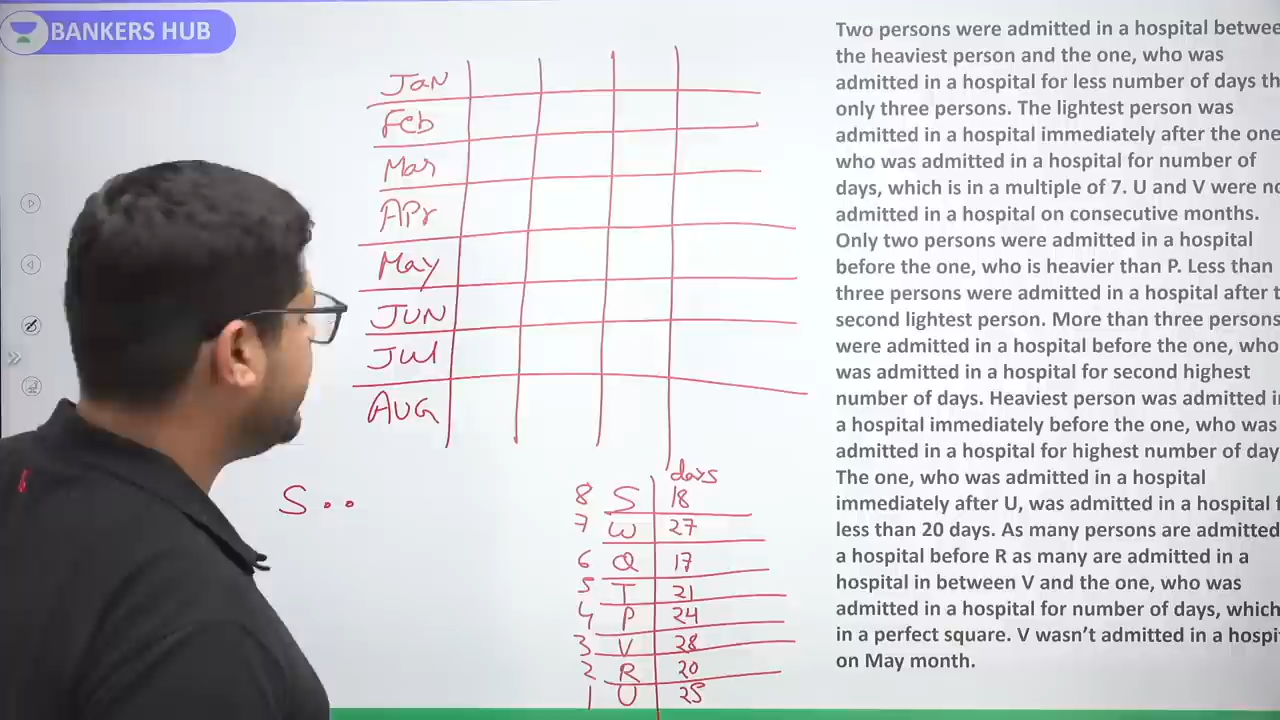 BANKERS HUB
Jan
Feb
Mar
APr
May
JUN
Jul
AUG
S..
days
8 S 18
7 W 27
6 Q 17
5 T 21
4 P 24
3 V 28
2 R 20
1 U 25
Two persons were admitted in a hospital betwee
the heaviest person and the one, who was
admitted in a hospital for less number of days th
only three persons. The lightest person was
admitted in a hospital immediately after the one
who was admitted in a hospital for number of
days, which is in a multiple of 7. U and V were no
admitted in a hospital on consecutive months.
Only two persons were admitted in a hospital
before the one, who is heavier than P. Less than
three persons were admitted in a hospital after t
second lightest person. More than three persons
were admitted in a hospital before the one, who
was admitted in a hospital for second highest
number of days. Heaviest person was admitted i
a hospital immediately before the one, who was
admitted in a hospital for highest number of day
The one, who was admitted in a hospital
immediately after U, was admitted in a hospital
less than 20 days. As many persons are admitted
a hospital before R as many are admitted in a
hospital in between V and the one, who was
admitted in a hospital for number of days, which
in a perfect square. V wasn't admitted in a hospi
on May month.